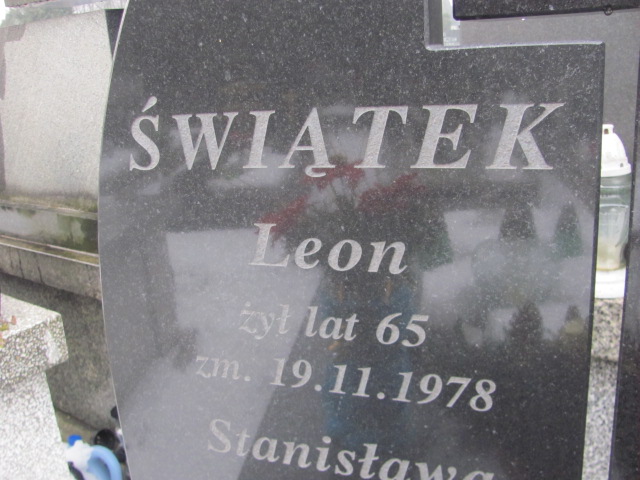 ŚWIĄTEK
Leon
żył lat 65
zm. 19.11.1978
Stanisława